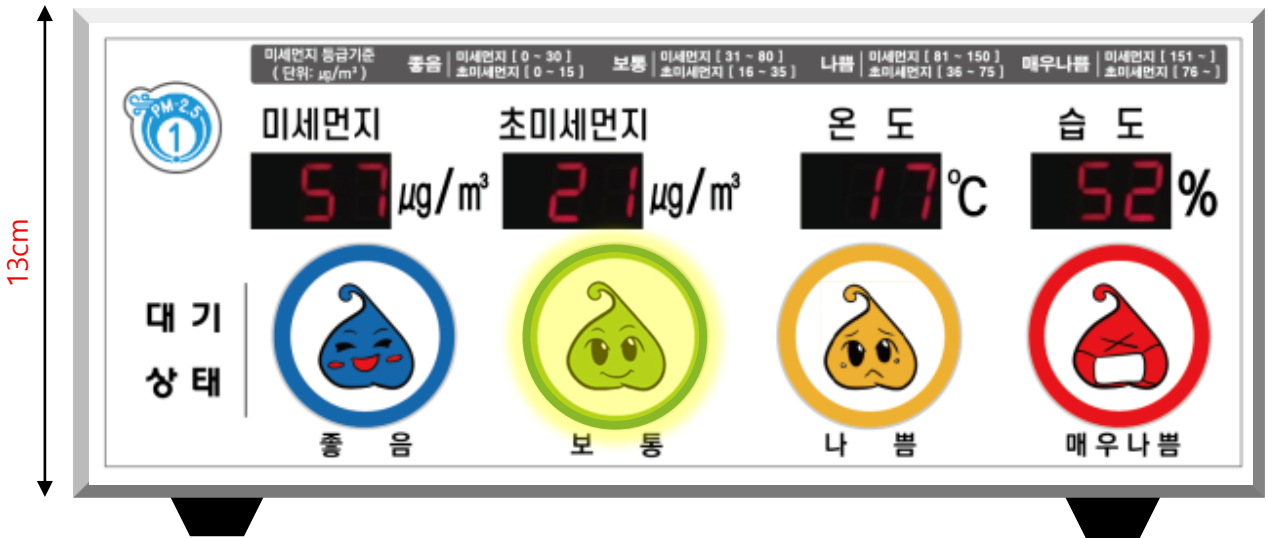 미세먼지 등급기준
( 단위: μg/m³ )
좋음 미세먼지 [ 0 ~ 30 ]
초미세먼지 [ 0 ~ 15 ]
보통 미세먼지 [ 31 ~ 80 ]
초미세먼지 [ 16 ~ 35 ]
나쁨 미세먼지 [ 81 ~ 150 ]
초미세먼지 [ 36 ~ 75 ]
매우나쁨 미세먼지 [ 151 ~ ]
초미세먼지 [ 76 ~ ]
PM-2.5
1
미세먼지 초미세먼지 온 도 습 도
57 μg/m³ 21 μg/m³ 17 ℃ 52 %
13cm
대 기
상 태
좋 음 보 통 나 쁨 매우나쁨